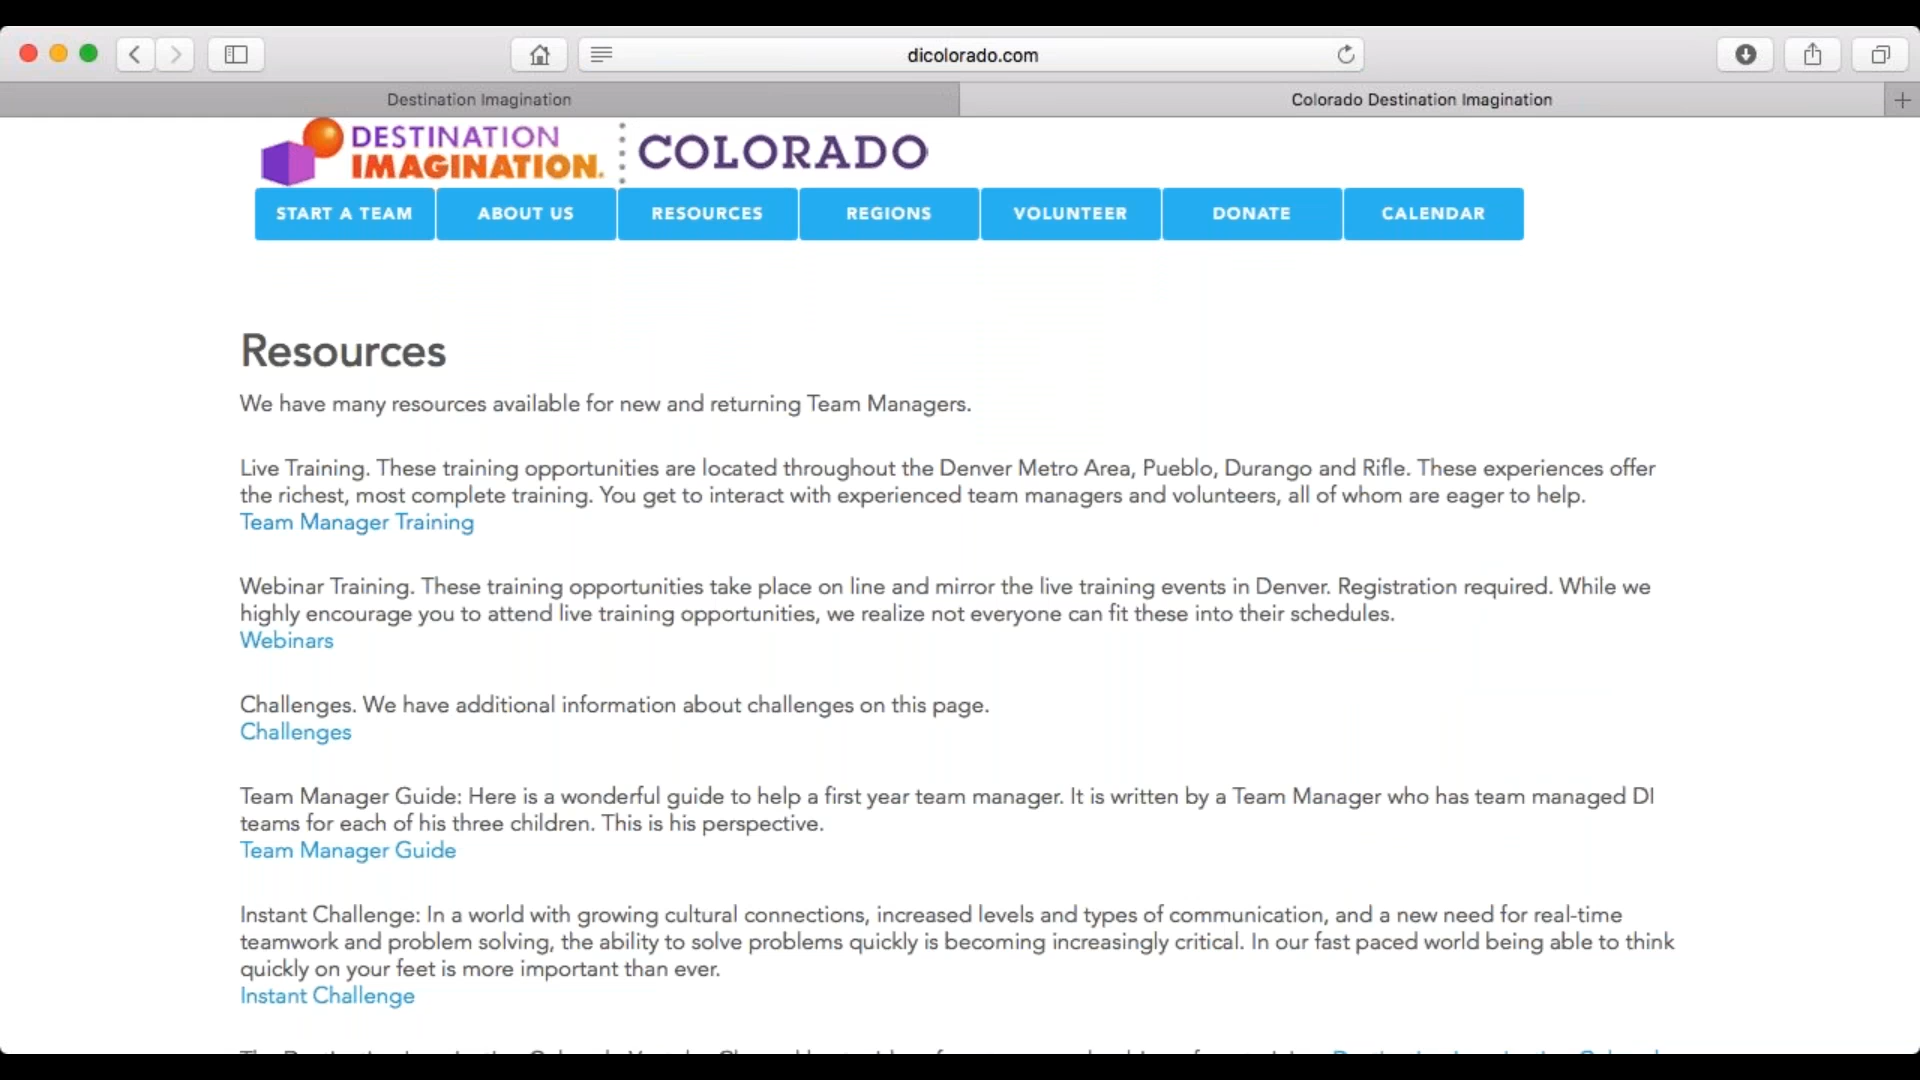 dicolorado.com
Destination Imagination
Colorado Destination Imagination
DESTINATION
IMAGINATION.
COLORADO
START A TEAM
ABOUT US
RESOURCES
REGIONS
VOLUNTEER
DONATE
CALENDAR
Resources
We have many resources available for new and returning Team Managers.
Live Training. These training opportunities are located throughout the Denver Metro Area, Pueblo, Durango and Rifle. These experiences offer
the richest, most complete training. You get to interact with experienced team managers and volunteers, all of whom are eager to help.
Team Manager Training
Webinar Training. These training opportunities take place on line and mirror the live training events in Denver. Registration required. While we
highly encourage you to attend live training opportunities, we realize not everyone can fit these into their schedules.
Webinars
Challenges. We have additional information about challenges on this page.
Challenges
Team Manager Guide: Here is a wonderful guide to help a first year team manager. It is written by a Team Manager who has team managed DI
teams for each of his three children. This is his perspective.
Team Manager Guide
Instant Challenge: In a world with growing cultural connections, increased levels and types of communication, and a new need for real-time
teamwork and problem solving, the ability to solve problems quickly is becoming increasingly critical. In our fast paced world being able to think
quickly on your feet is more important than ever.
Instant Challenge